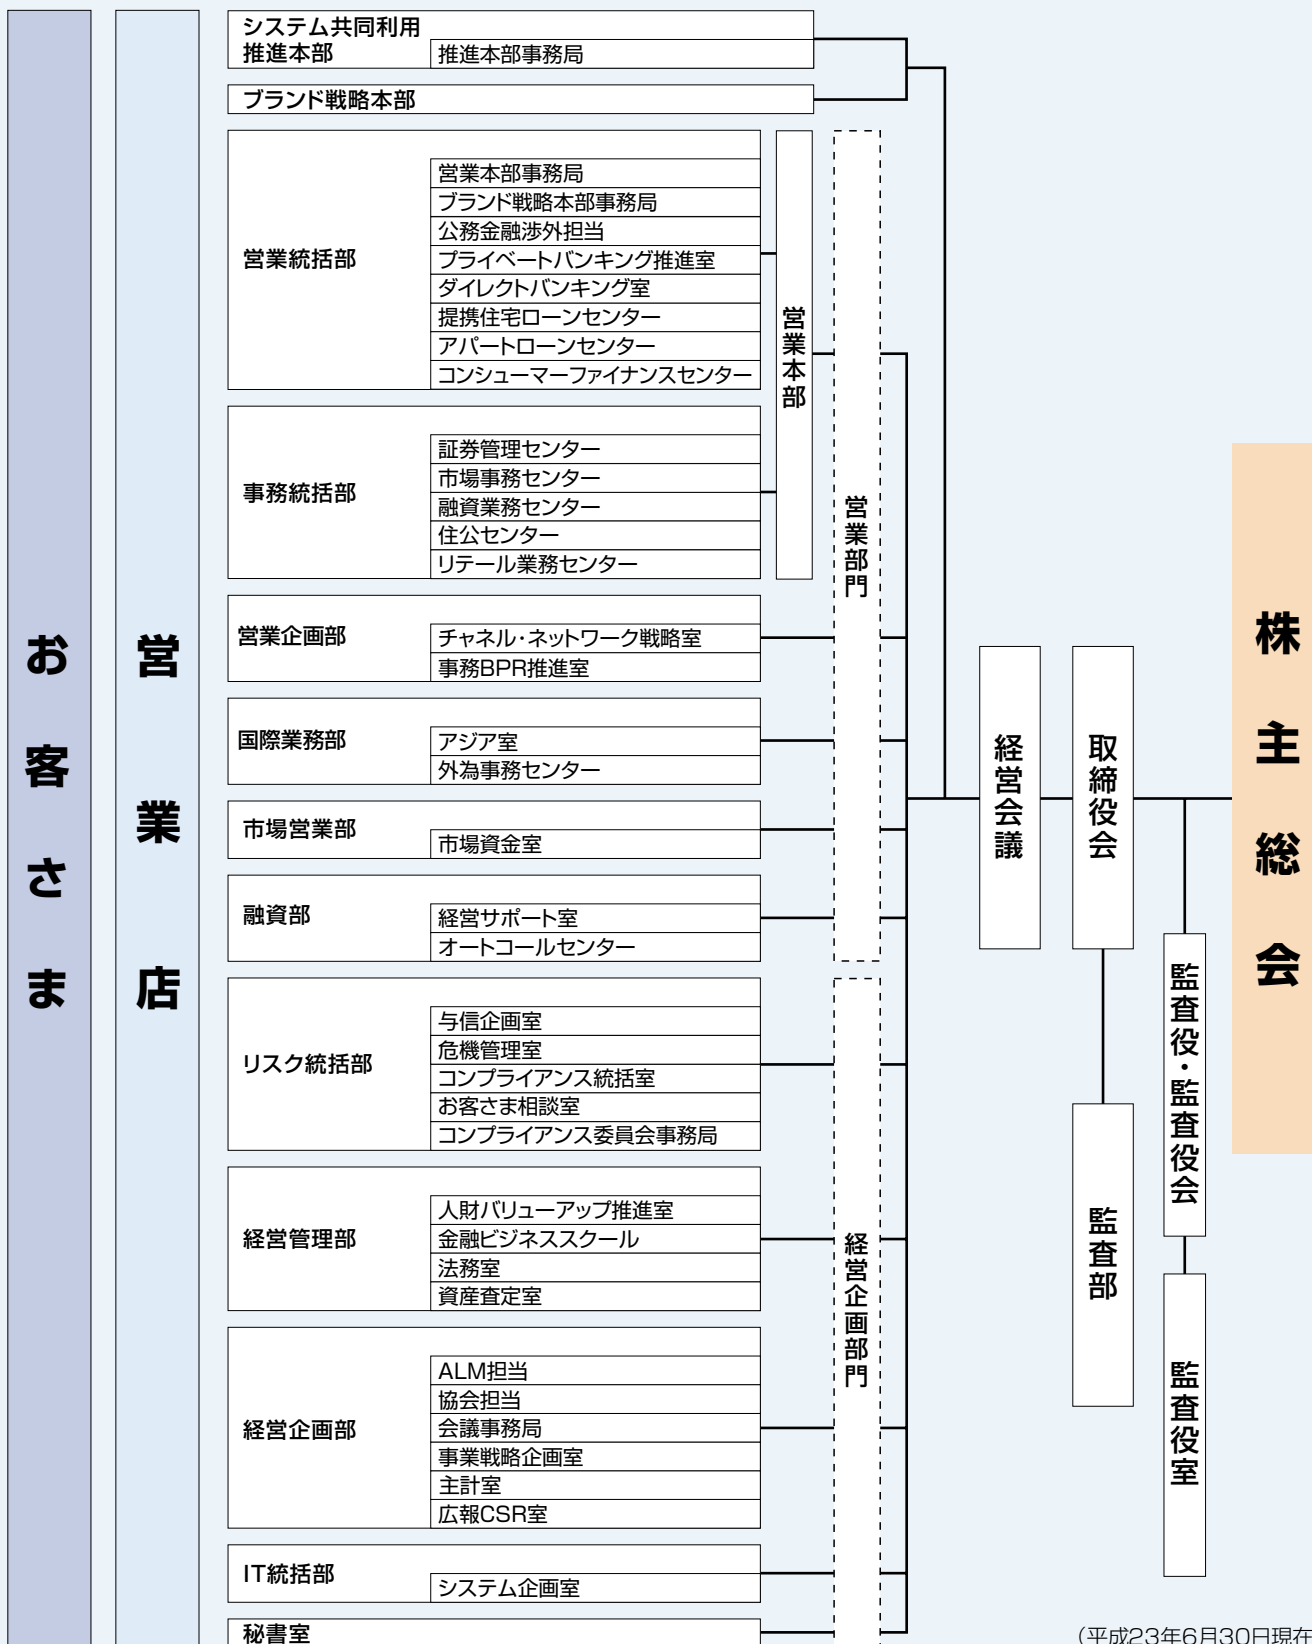 お客さま
営業店
システム共同利用
推進本部
推進本部事務局
ブランド戦略本部
営業統括部
営業本部事務局
ブランド戦略本部事務局
公務金融渉外担当
プライベートバンキング推進室
ダイレクトバンキング室
提携住宅ローンセンター
アパートローンセンター
コンシューマーファイナンスセンター
事務統括部
証券管理センター
市場事務センター
融資業務センター
住公センター
リテール業務センター
営業本部
営業企画部
チャネル・ネットワーク戦略室
事務BPR推進室
国際業務部
アジア室
外為事務センター
市場営業部
市場資金室
融資部
経営サポート室
オートコールセンター
営業部門
リスク統括部
与信企画室
危機管理室
コンプライアンス統括室
お客さま相談室
コンプライアンス委員会事務局
経営管理部
人財バリューアップ推進室
金融ビジネススクール
法務室
資産査定室
経営企画部
ALM担当
協会担当
会議事務局
事業戦略企画室
主計室
広報CSR室
IT統括部
システム企画室
秘書室
経営企画部門
経営会議
取締役会
監査部
監査役・監査役会
監査役室
株主総会
(平成23年6月30日現在